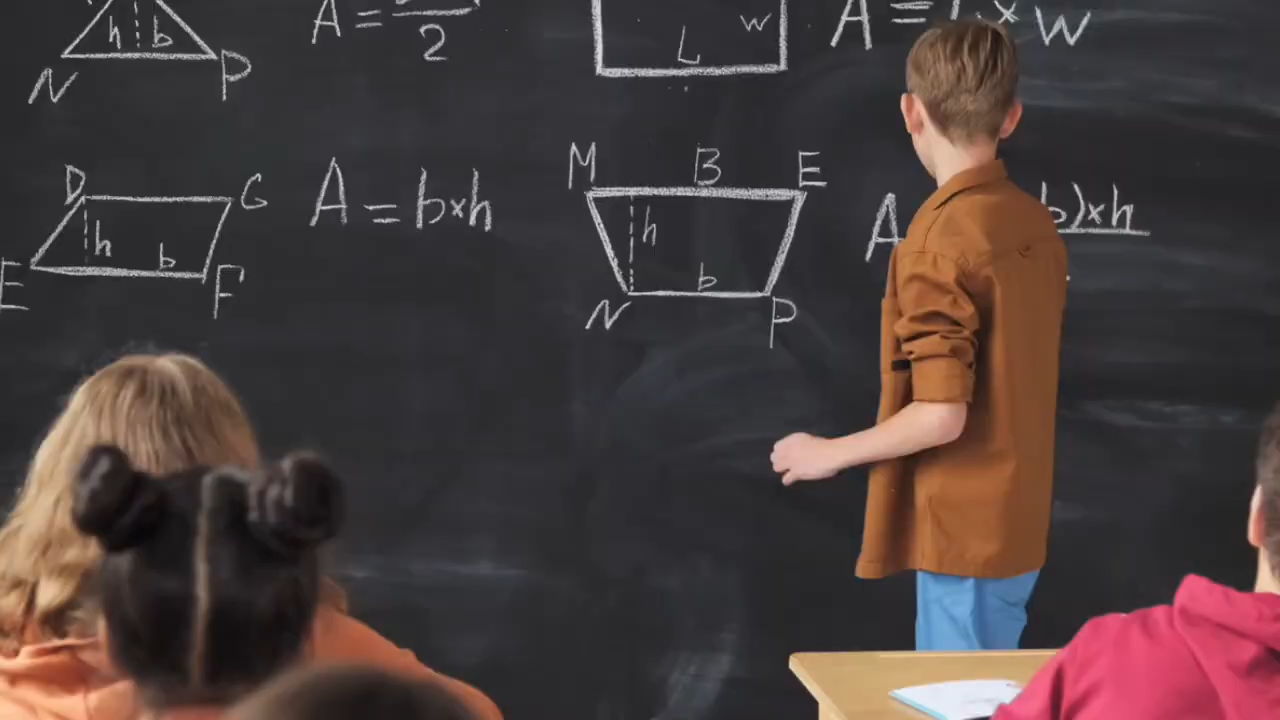 h b
N P
A = 2
L w
A = L × W
D G
h b
E F
A = b×h
M B E
h
b
N P
A b)×h